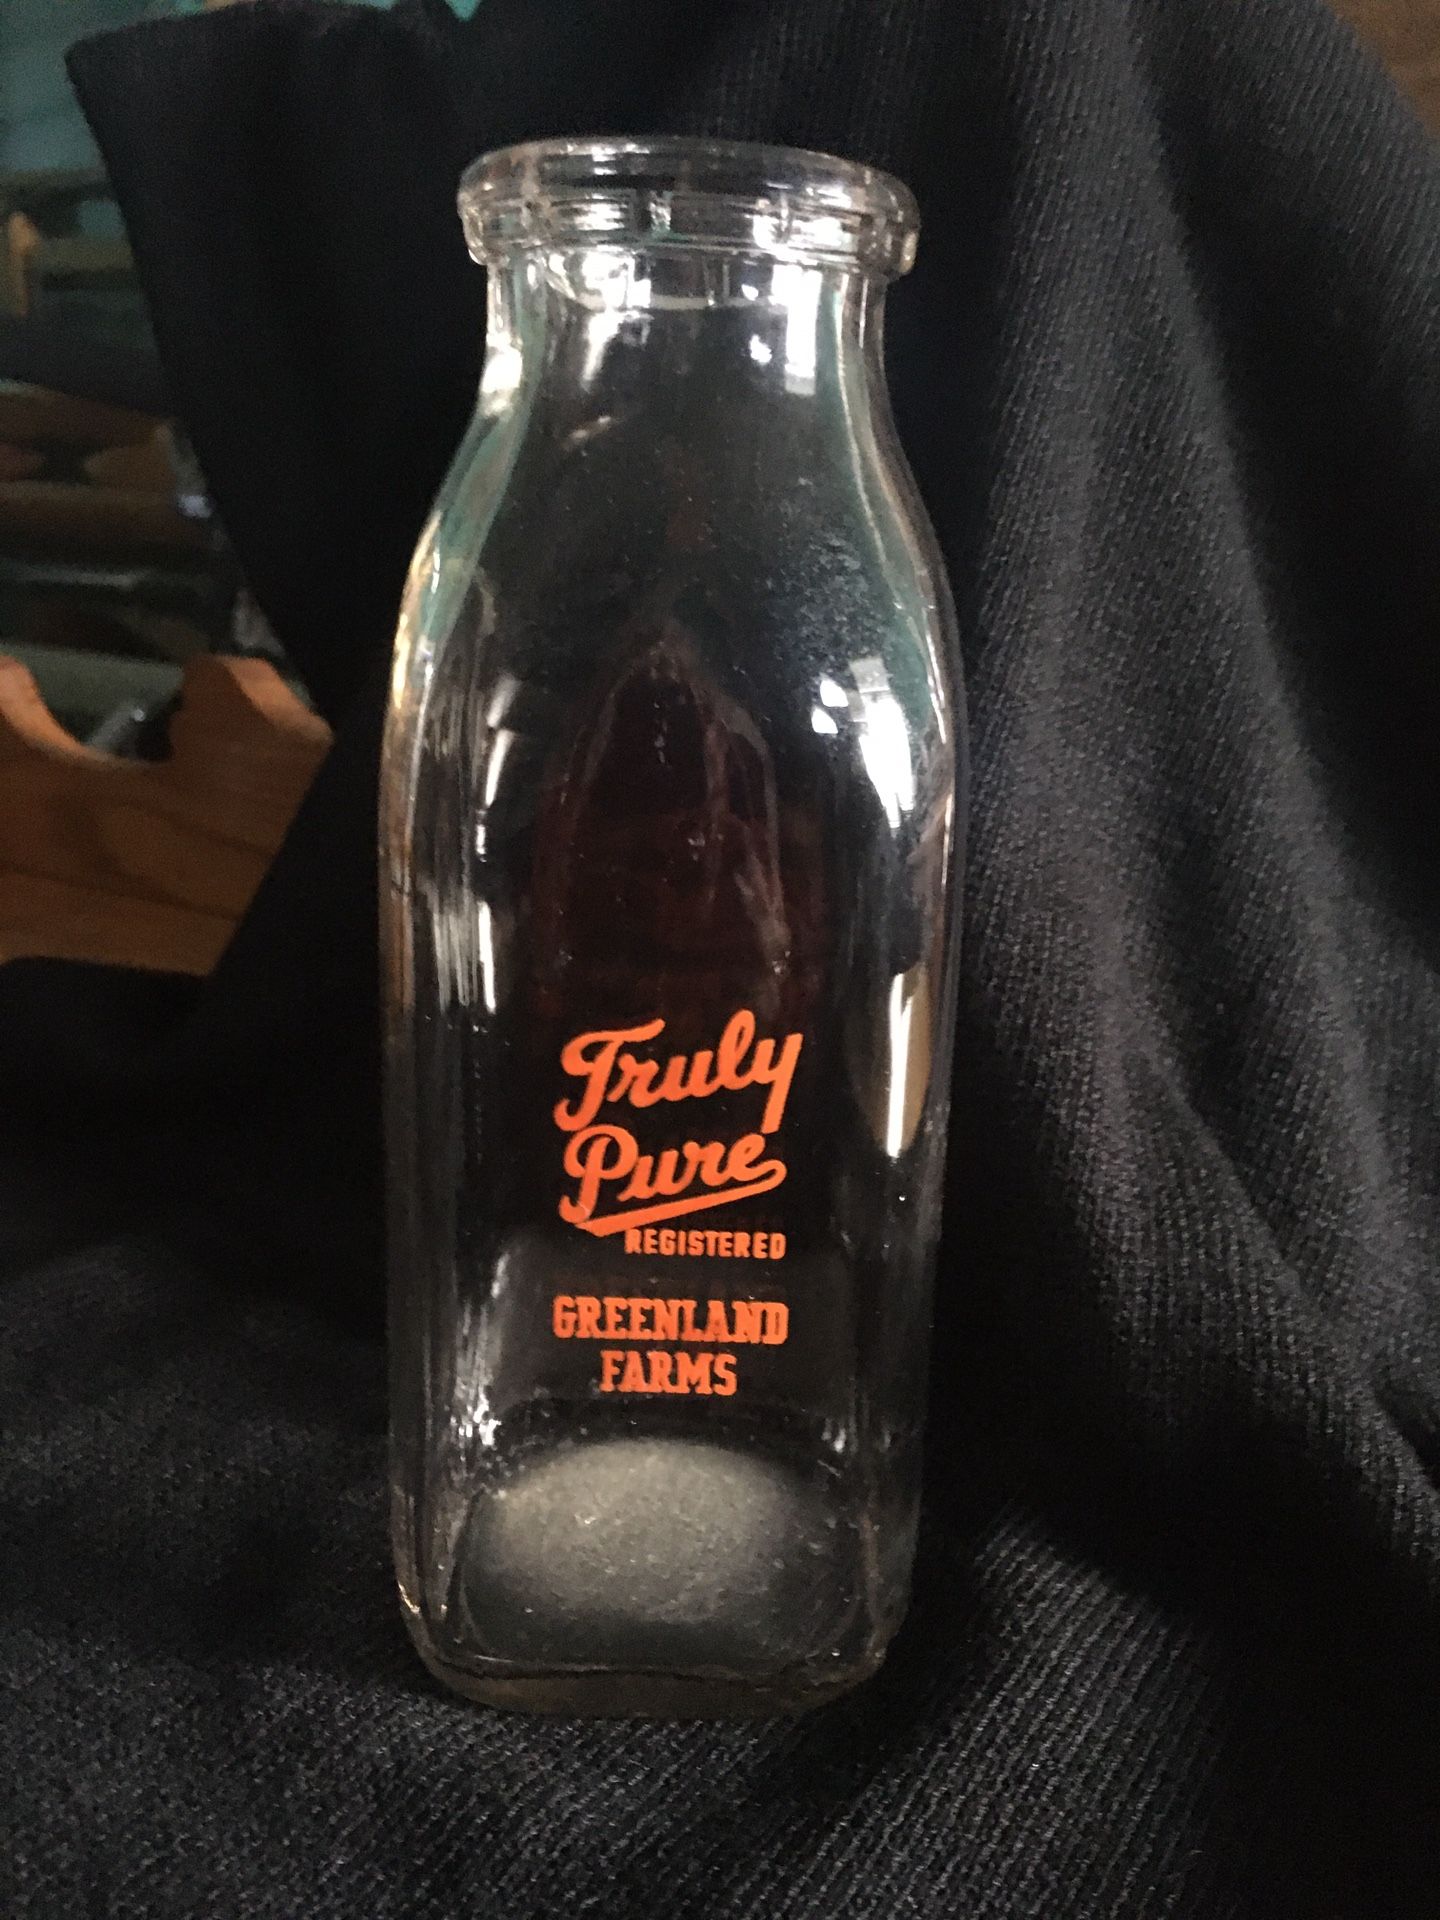 Truly
Pure
REGISTERED
GREENLAND
FARMS